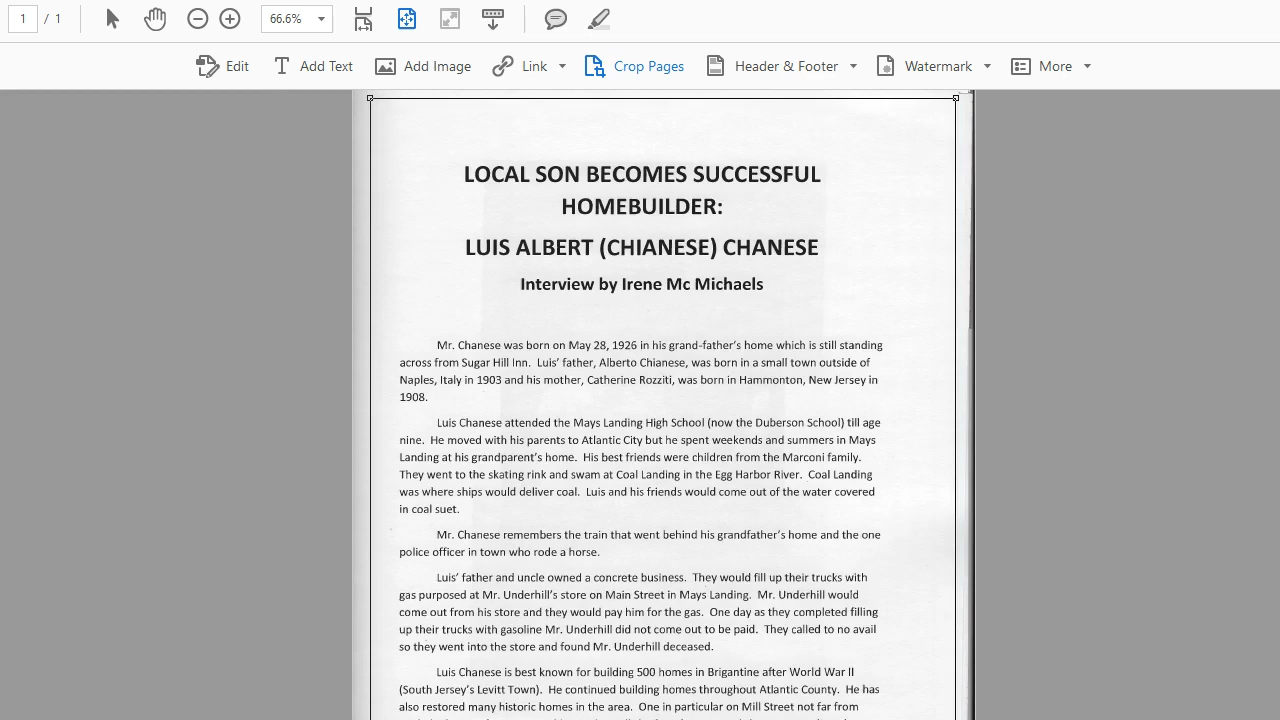 1 / 1 66.6%
Edit Add Text Add Image Link Crop Pages Header & Footer Watermark More
LOCAL SON BECOMES SUCCESSFUL
HOMEBUILDER:
LUIS ALBERT (CHIANESE) CHANESE
Interview by Irene Mc Michaels
Mr. Chanese was born on May 28, 1926 in his grand-father's home which is still standing
across from Sugar Hill Inn. Luis' father, Alberto Chianese, was born in a small town outside of
Naples, Italy in 1903 and his mother, Catherine Rozziti, was born in Hammonton, New Jersey in
1908.
Luis Chanese attended the Mays Landing High School (now the Duberson School) till age
nine. He moved with his parents to Atlantic City but he spent weekends and summers in Mays
Landing at his grandparent's home. His best friends were children from the Marconi family.
They went to the skating rink and swam at Coal Landing in the Egg Harbor River. Coal Landing
was where ships would deliver coal. Luis and his friends would come out of the water covered
in coal suet.
Mr. Chanese remembers the train that went behind his grandfather's home and the one
police officer in town who rode a horse.
Luis' father and uncle owned a concrete business. They would fill up their trucks with
gas purposed at Mr. Underhill's store on Main Street in Mays Landing. Mr. Underhill would
come out from his store and they would pay him for the gas. One day as they completed filling
up their trucks with gasoline Mr. Underhill did not come out to be paid. They called to no avail
so they went into the store and found Mr. Underhill deceased.
Luis Chanese is best known for building 500 homes in Brigantine after World War II
(South Jersey's Levitt Town). He continued building homes throughout Atlantic County. He has
also restored many historic homes in the area. One in particular on Mill Street not far from